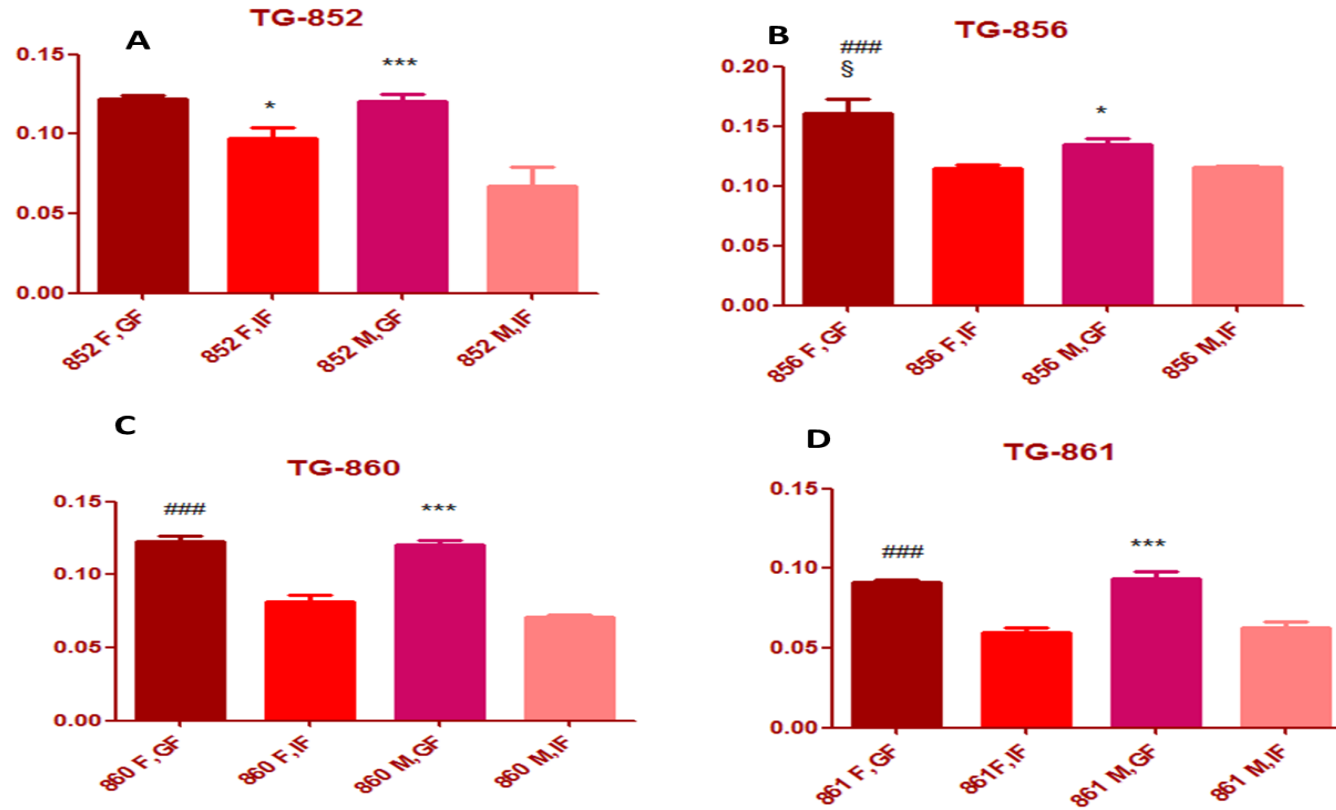 A
TG-852
0.15
0.10
0.05
0.00
*
***
852 F,GF
852 F,IF
852 M,GF
852 M,IF
B
TG-856
0.20
0.15
0.10
0.05
0.00
###
§
*
856 F,GF
856 F,IF
856 M,GF
856 M,IF
C
TG-860
0.15
0.10
0.05
0.00
###
***
860 F,GF
860 F,IF
860 M,GF
860 M,IF
D
TG-861
0.15
0.10
0.05
0.00
###
***
861 F,GF
861F,IF
861 M,GF
861 M,IF